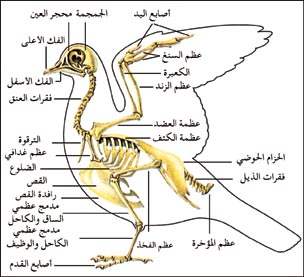 أصابع اليد
الجمجمة
محجر العين
الفك الأعلى
عظم السنع
الكعبرة
الفك الأسفل
عظم الزند
فقرات العنق
عظمة العضد
عظمة الكتف
الترقوة
عظم غدافي
الحزام الحوضي
الضلوع
فقرات الذيل
القص
رافدة القص
مدمج عظمي
الساق والكاحل
مدمج عظمي
الكاحل والوظيف
عظم الفخذ
عظم المؤخرة
أصابع القدم